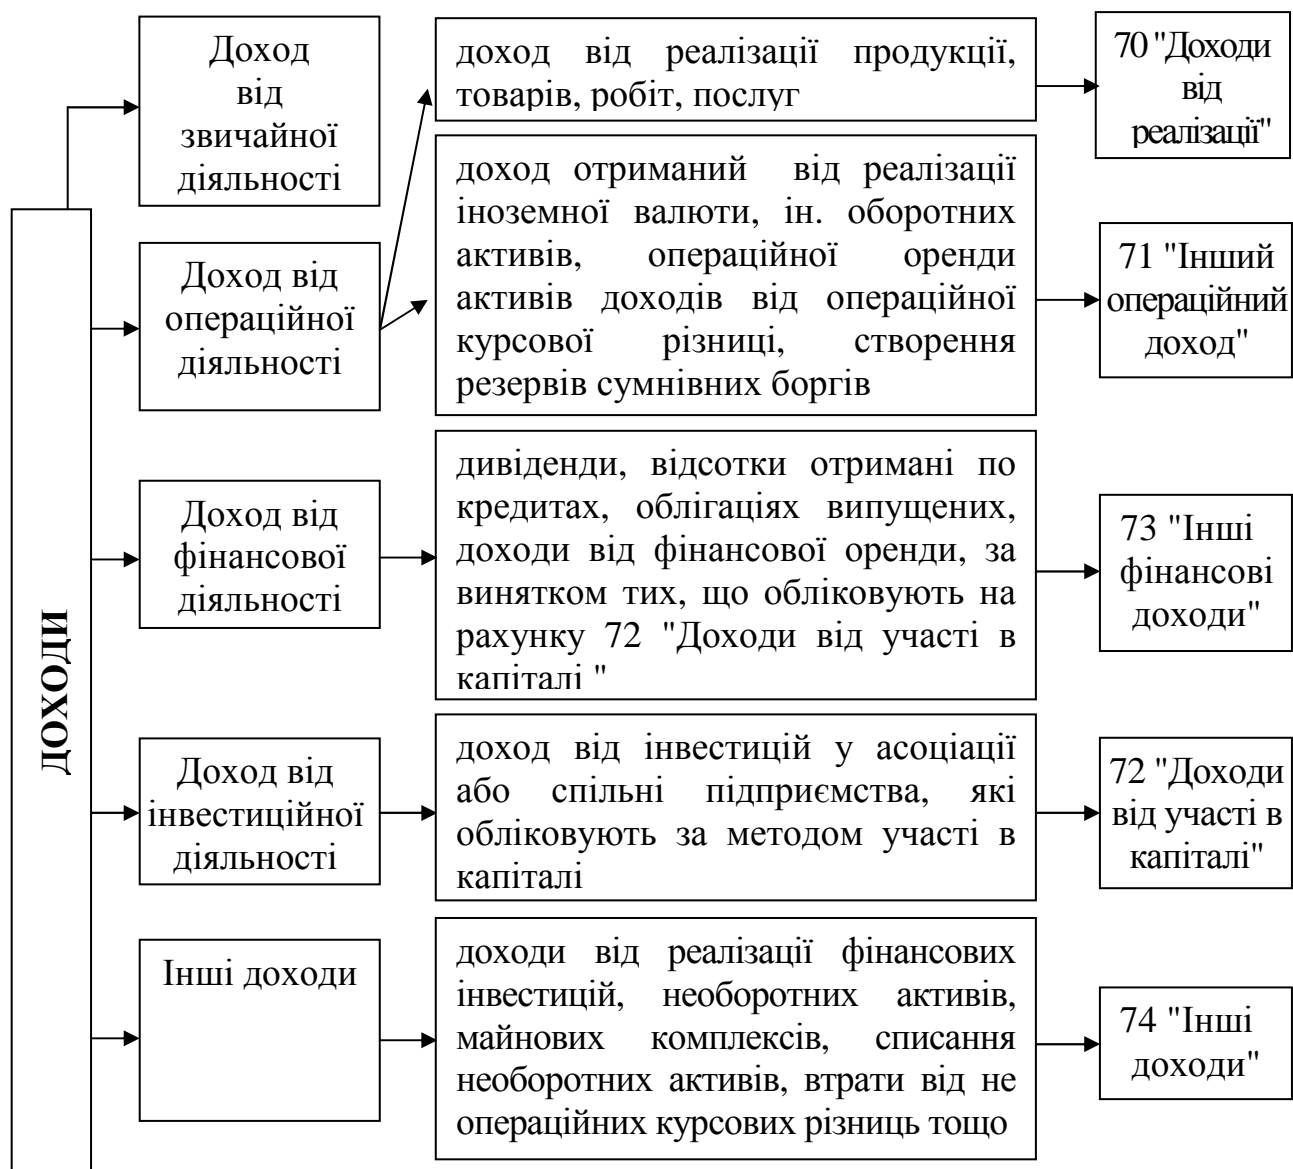 Доход
від
звичайної
діяльності
доход від реалізації продукції,
товарів, робіт, послуг
70 "Доходи
від
реалізації"
Доход від
операційної
діяльності
доход отриманий від реалізації
іноземної валюти, ін. оборотних
активів, операційної оренди
активів доходів від операційної
курсової різниці, створення
резервів сумнівних боргів
71 "Інший
операційний
доход"
ДОХОДИ
Доход від
фінансової
діяльності
дивіденди, відсотки отримані по
кредитах, облігаціях випущених,
доходи від фінансової оренди, за
винятком тих, що обліковують на
рахунку 72 "Доходи від участі в
капіталі "
73 "Інші
фінансові
доходи"
Доход від
інвестиційної
діяльності
доход від інвестицій у асоціації
або спільні підприємства, які
обліковують за методом участі в
капіталі
72 "Доходи
від участі в
капіталі"
Інші доходи
доходи від реалізації фінансових
інвестицій, необоротних активів,
майнових комплексів, списання
необоротних активів, втрати від не
операційних курсових різниць тощо
74 "Інші
доходи"